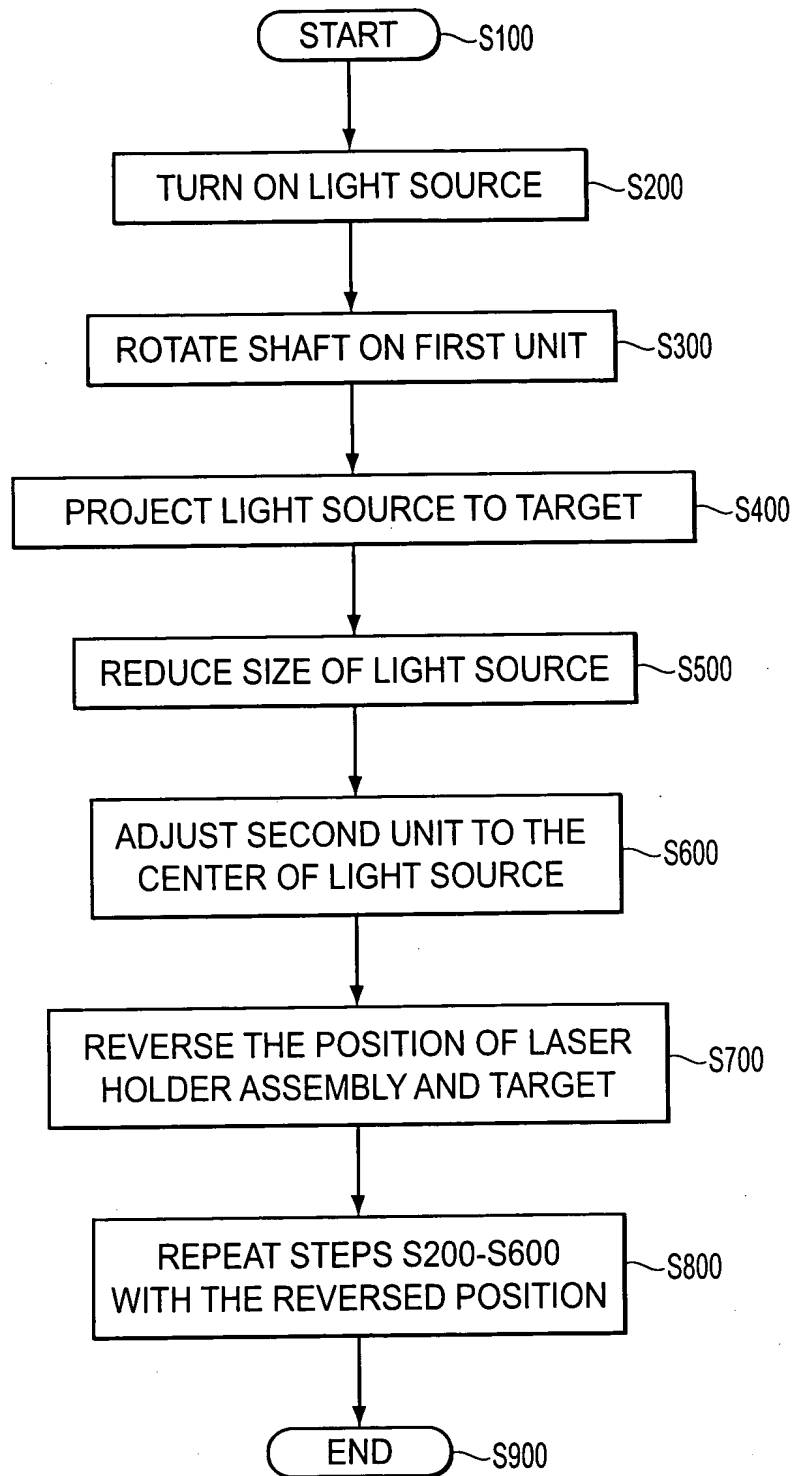 START
S100
TURN ON LIGHT SOURCE
S200
ROTATE SHAFT ON FIRST UNIT
S300
PROJECT LIGHT SOURCE TO TARGET
S400
REDUCE SIZE OF LIGHT SOURCE
S500
ADJUST SECOND UNIT TO THE
CENTER OF LIGHT SOURCE
S600
REVERSE THE POSITION OF LASER
HOLDER ASSEMBLY AND TARGET
S700
REPEAT STEPS S200-S600
WITH THE REVERSED POSITION
S800
END
S900